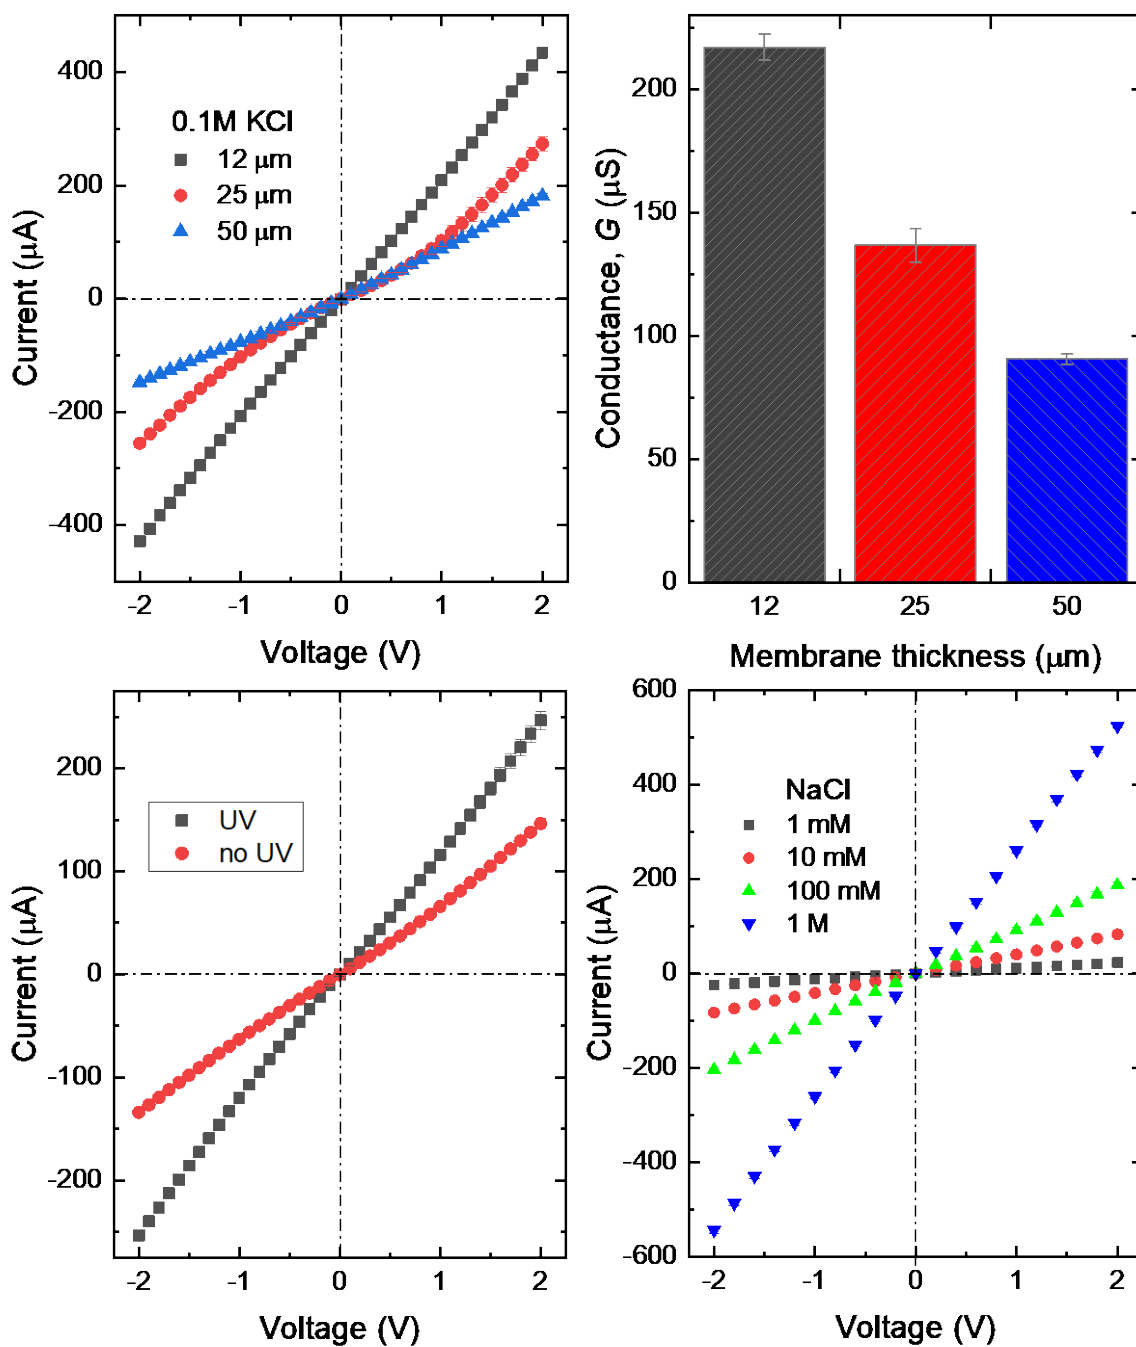 400
200
0
-200
-400
Current (μA)
0.1M KCl
12 μm
25 μm
50 μm
-2
-1
0
1
2
Voltage (V)
200
150
100
50
0
Conductance, G (μS)
12
25
50
Membrane thickness (μm)
200
100
0
-100
-200
Current (μA)
UV
no UV
-2
-1
0
1
2
Voltage (V)
600
400
200
0
-200
-400
-600
Current (μA)
NaCl
1 mM
10 mM
100 mM
1 M
-2
-1
0
1
2
Voltage (V)